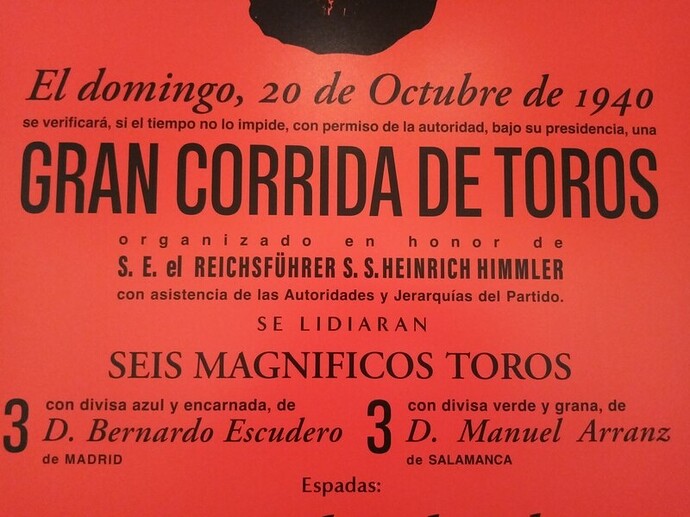 El domingo, 20 de Octubre de 1940
se verificará, si el tiempo no lo impide, con permiso de la autoridad, bajo su presidencia, una
GRAN CORRIDA DE TOROS
organizado en honor de
S. E. el REICHSFÜHRER S. S. HEINRICH HIMMLER
con asistencia de las Autoridades y Jerarquías del Partido.
SE LIDIARAN
SEIS MAGNIFICOS TOROS
3 con divisa azul y encarnada, de
D. Bernardo Escudero
de MADRID
3 con divisa verde y grana, de
D. Manuel Arranz
de SALAMANCA
Espadas: